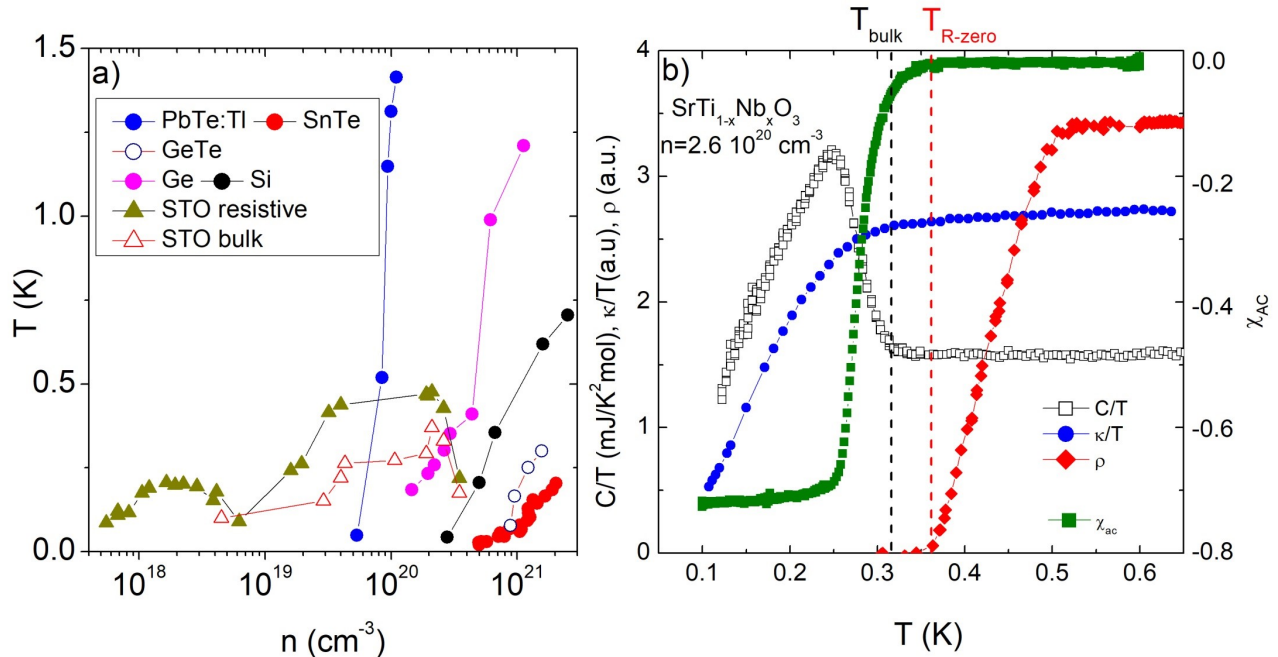 a)
1.5
1.0
0.5
0.0
T (K)
PbTe:Tl SnTe
GeTe
Ge Si
STO resistive
STO bulk
10^18 10^19 10^20 10^21
n (cm^-3)
T_bulk T_R-zero
b)
SrTi_1-xNb_xO_3
n=2.6 10^20 cm^-3
4
3
2
1
0
C/T (mJ/K^2mol), κ/T(a.u), ρ (a.u.)
C/T
κ/T
ρ
χ_ac
0.0
-0.2
-0.4
-0.6
-0.8
χ_AC
0.1 0.2 0.3 0.4 0.5 0.6
T (K)